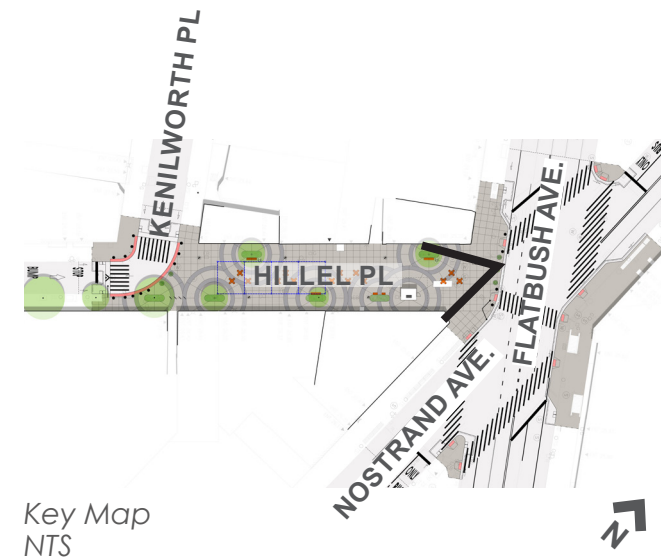 KENILWORTH PL
HILLEL PL
FLATBUSH AVE.
NOSTRAND AVE.
Key Map
NTS
N